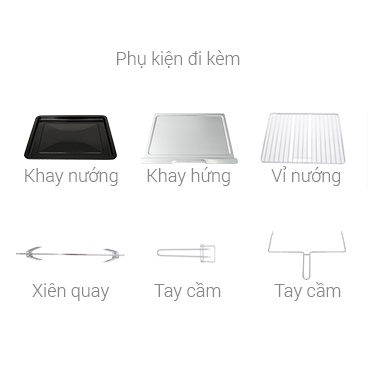 Phụ kiện đi kèm
Khay nướng Khay hứng Vỉ nướng
Xiên quay Tay cầm Tay cầm